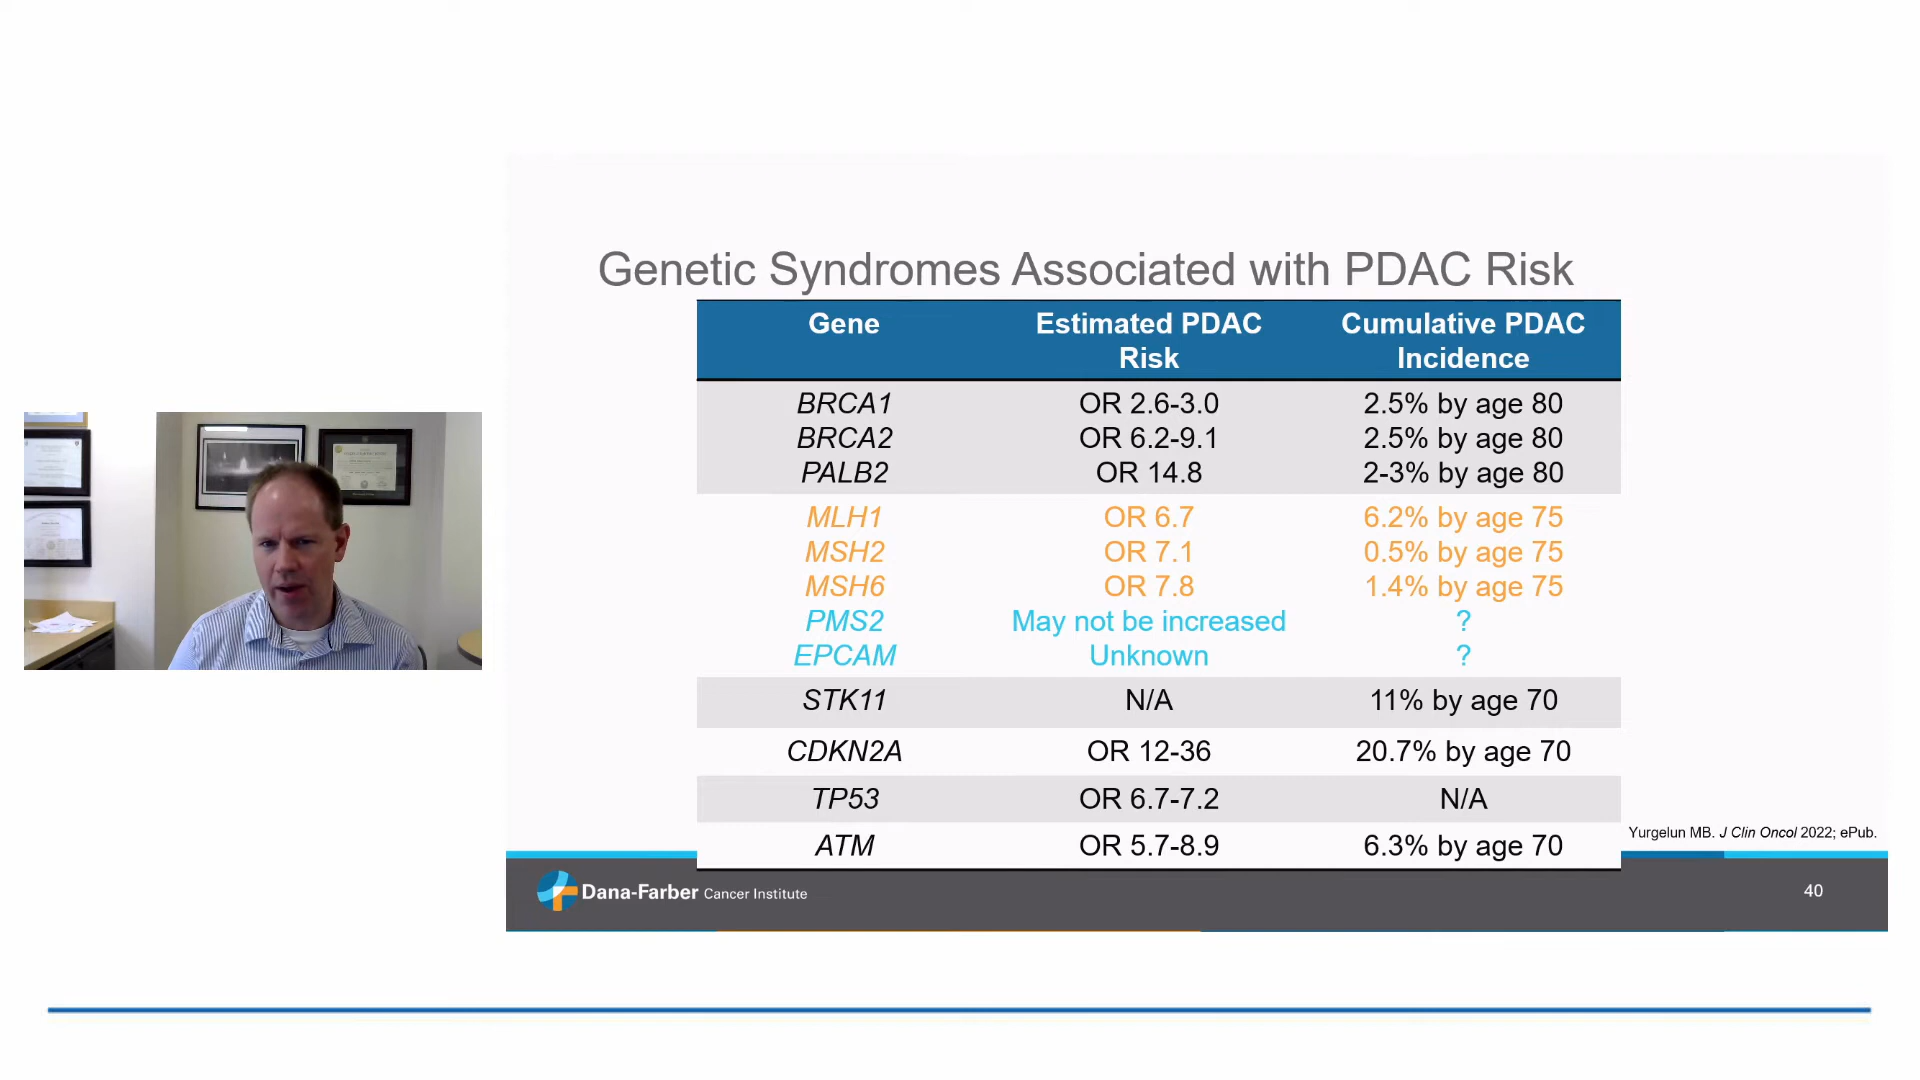 Genetic Syndromes Associated with PDAC Risk
Gene Estimated PDAC Risk Cumulative PDAC Incidence
BRCA1 OR 2.6-3.0 2.5% by age 80
BRCA2 OR 6.2-9.1 2.5% by age 80
PALB2 OR 14.8 2-3% by age 80
MLH1 OR 6.7 6.2% by age 75
MSH2 OR 7.1 0.5% by age 75
MSH6 OR 7.8 1.4% by age 75
PMS2 May not be increased ?
EPCAM Unknown ?
STK11 N/A 11% by age 70
CDKN2A OR 12-36 20.7% by age 70
TP53 OR 6.7-7.2 N/A
ATM OR 5.7-8.9 6.3% by age 70
Yurgelun MB. J Clin Oncol 2022; ePub.
Dana-Farber Cancer Institute
40